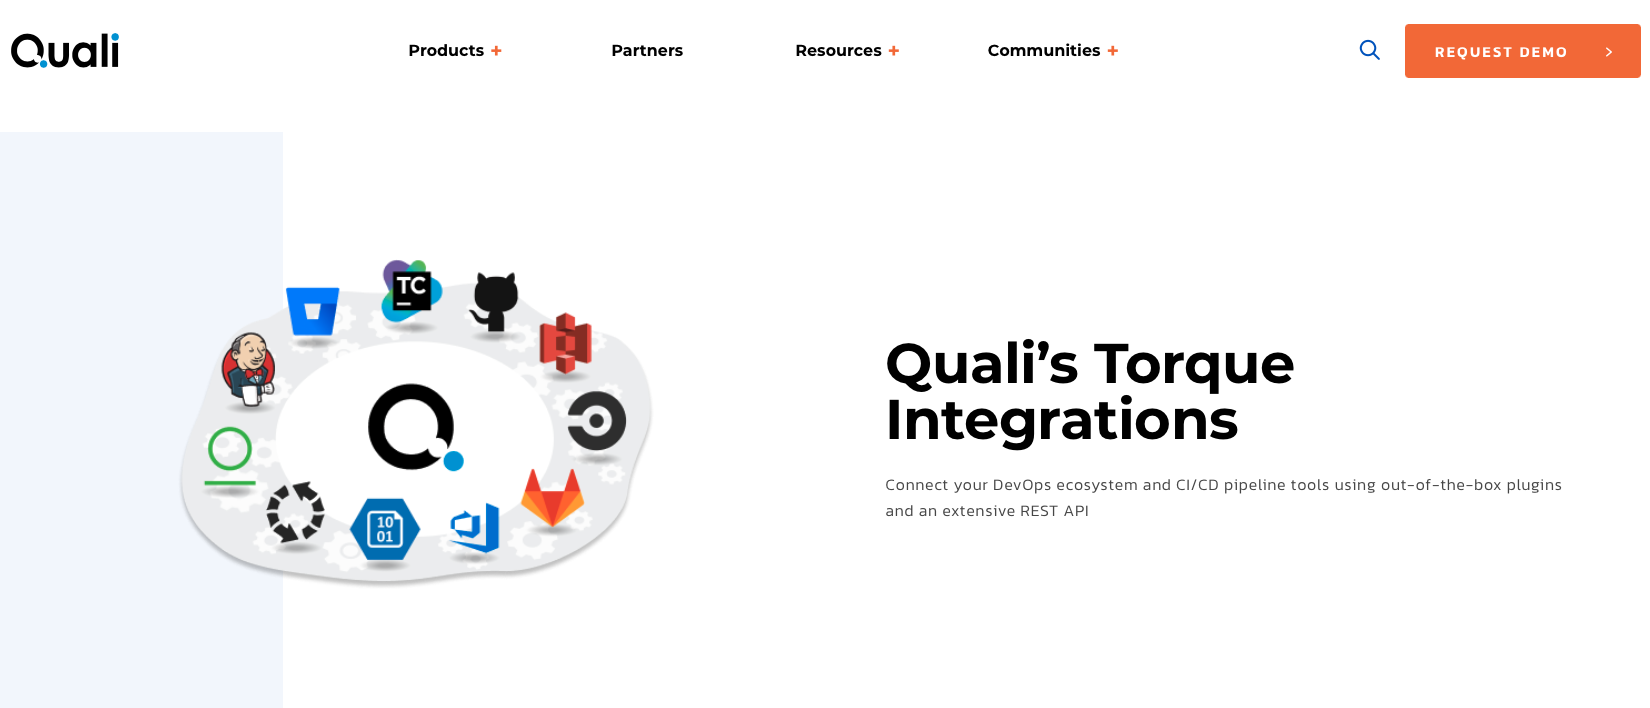 Quali
Products +
Partners
Resources +
Communities +
REQUEST DEMO
TC
10
01
Quali’s Torque
Integrations
Connect your DevOps ecosystem and CI/CD pipeline tools using out-of-the-box plugins
and an extensive REST API